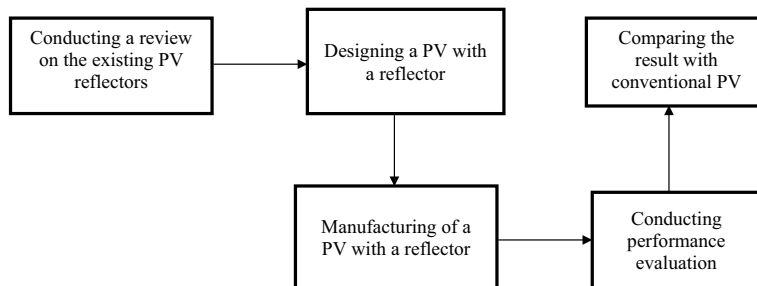 Conducting a review
on the existing PV
reflectors
Designing a PV with
a reflector
Manufacturing of a
PV with a reflector
Conducting
performance
evaluation
Comparing the
result with
conventional PV